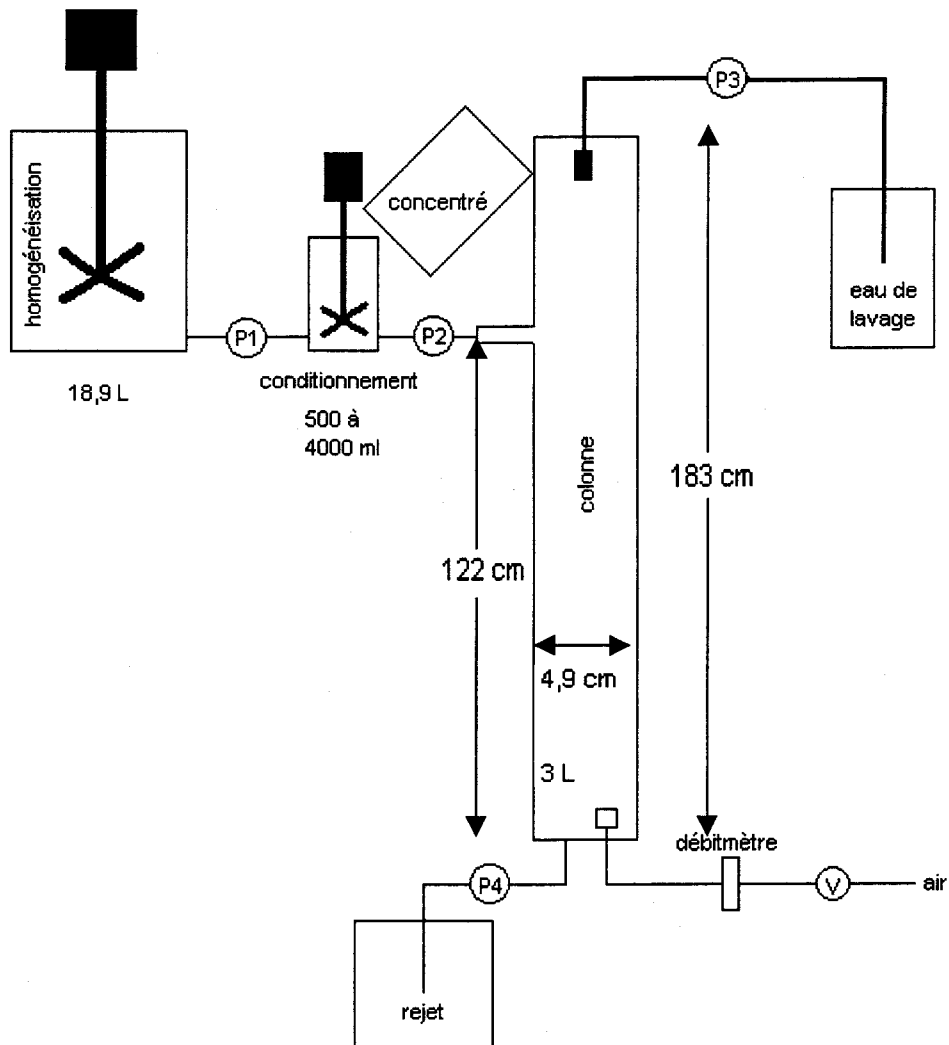 P3
homogénéisation
concentré
eau de
lavage
P1
P2
18,9 L
conditionnement
500 à
4000 ml
colonne
183 cm
122 cm
4,9 cm
3 L
débitmètre
P4
V
air
rejet